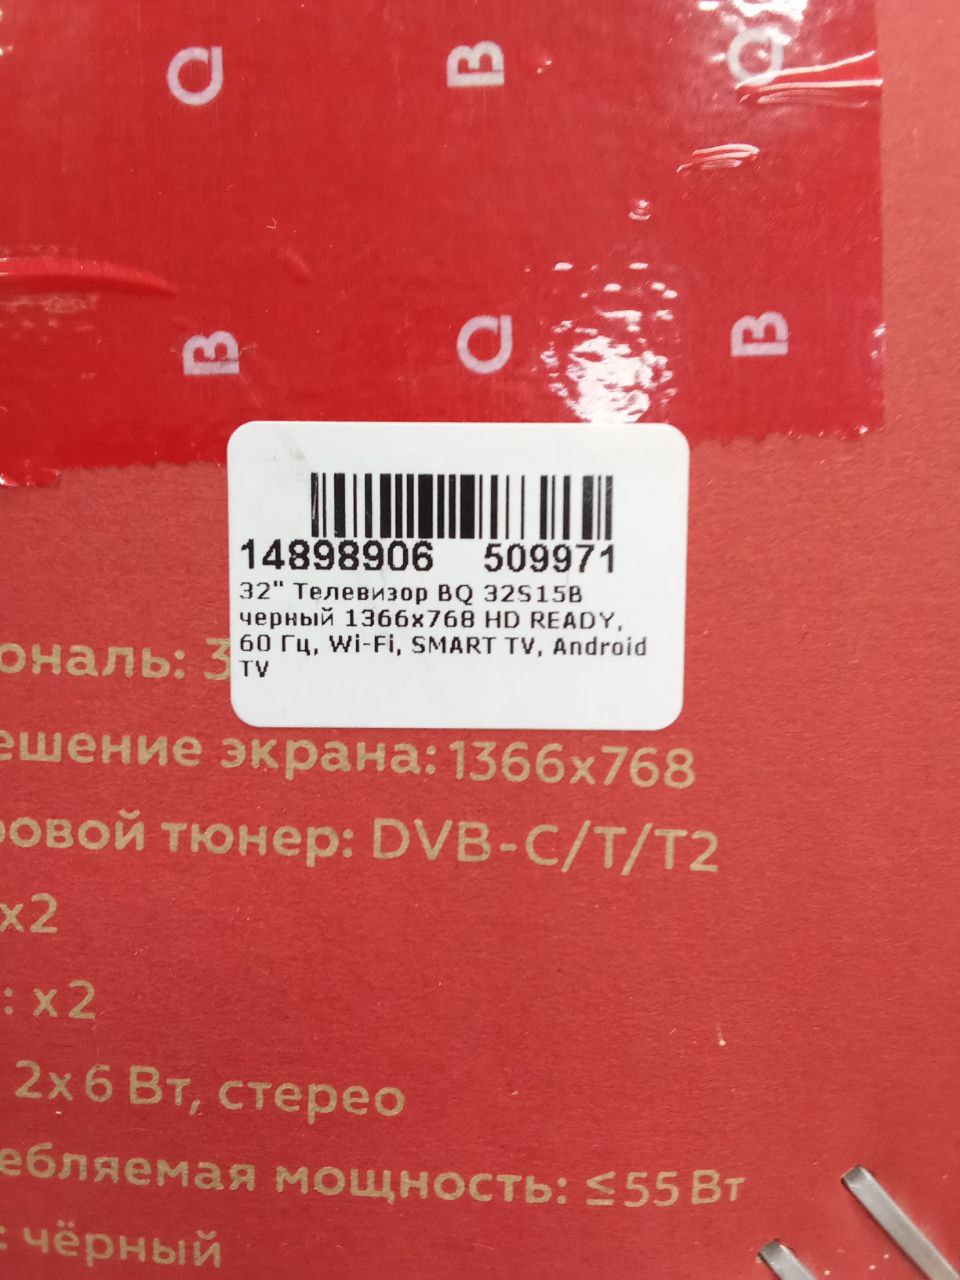 Q B Q
B Q B
14898906 509971
32" Телевизор BQ 32S15B
черный 1366x768 HD READY,
60 Гц, Wi-Fi, SMART TV, Android
TV
ональ: 3
ешение экрана: 1366x768
ровой тюнер: DVB-C/T/T2
x2
: x2
2x6 Вт, стерео
ебляемая мощность: ≤55 Вт
: чёрный